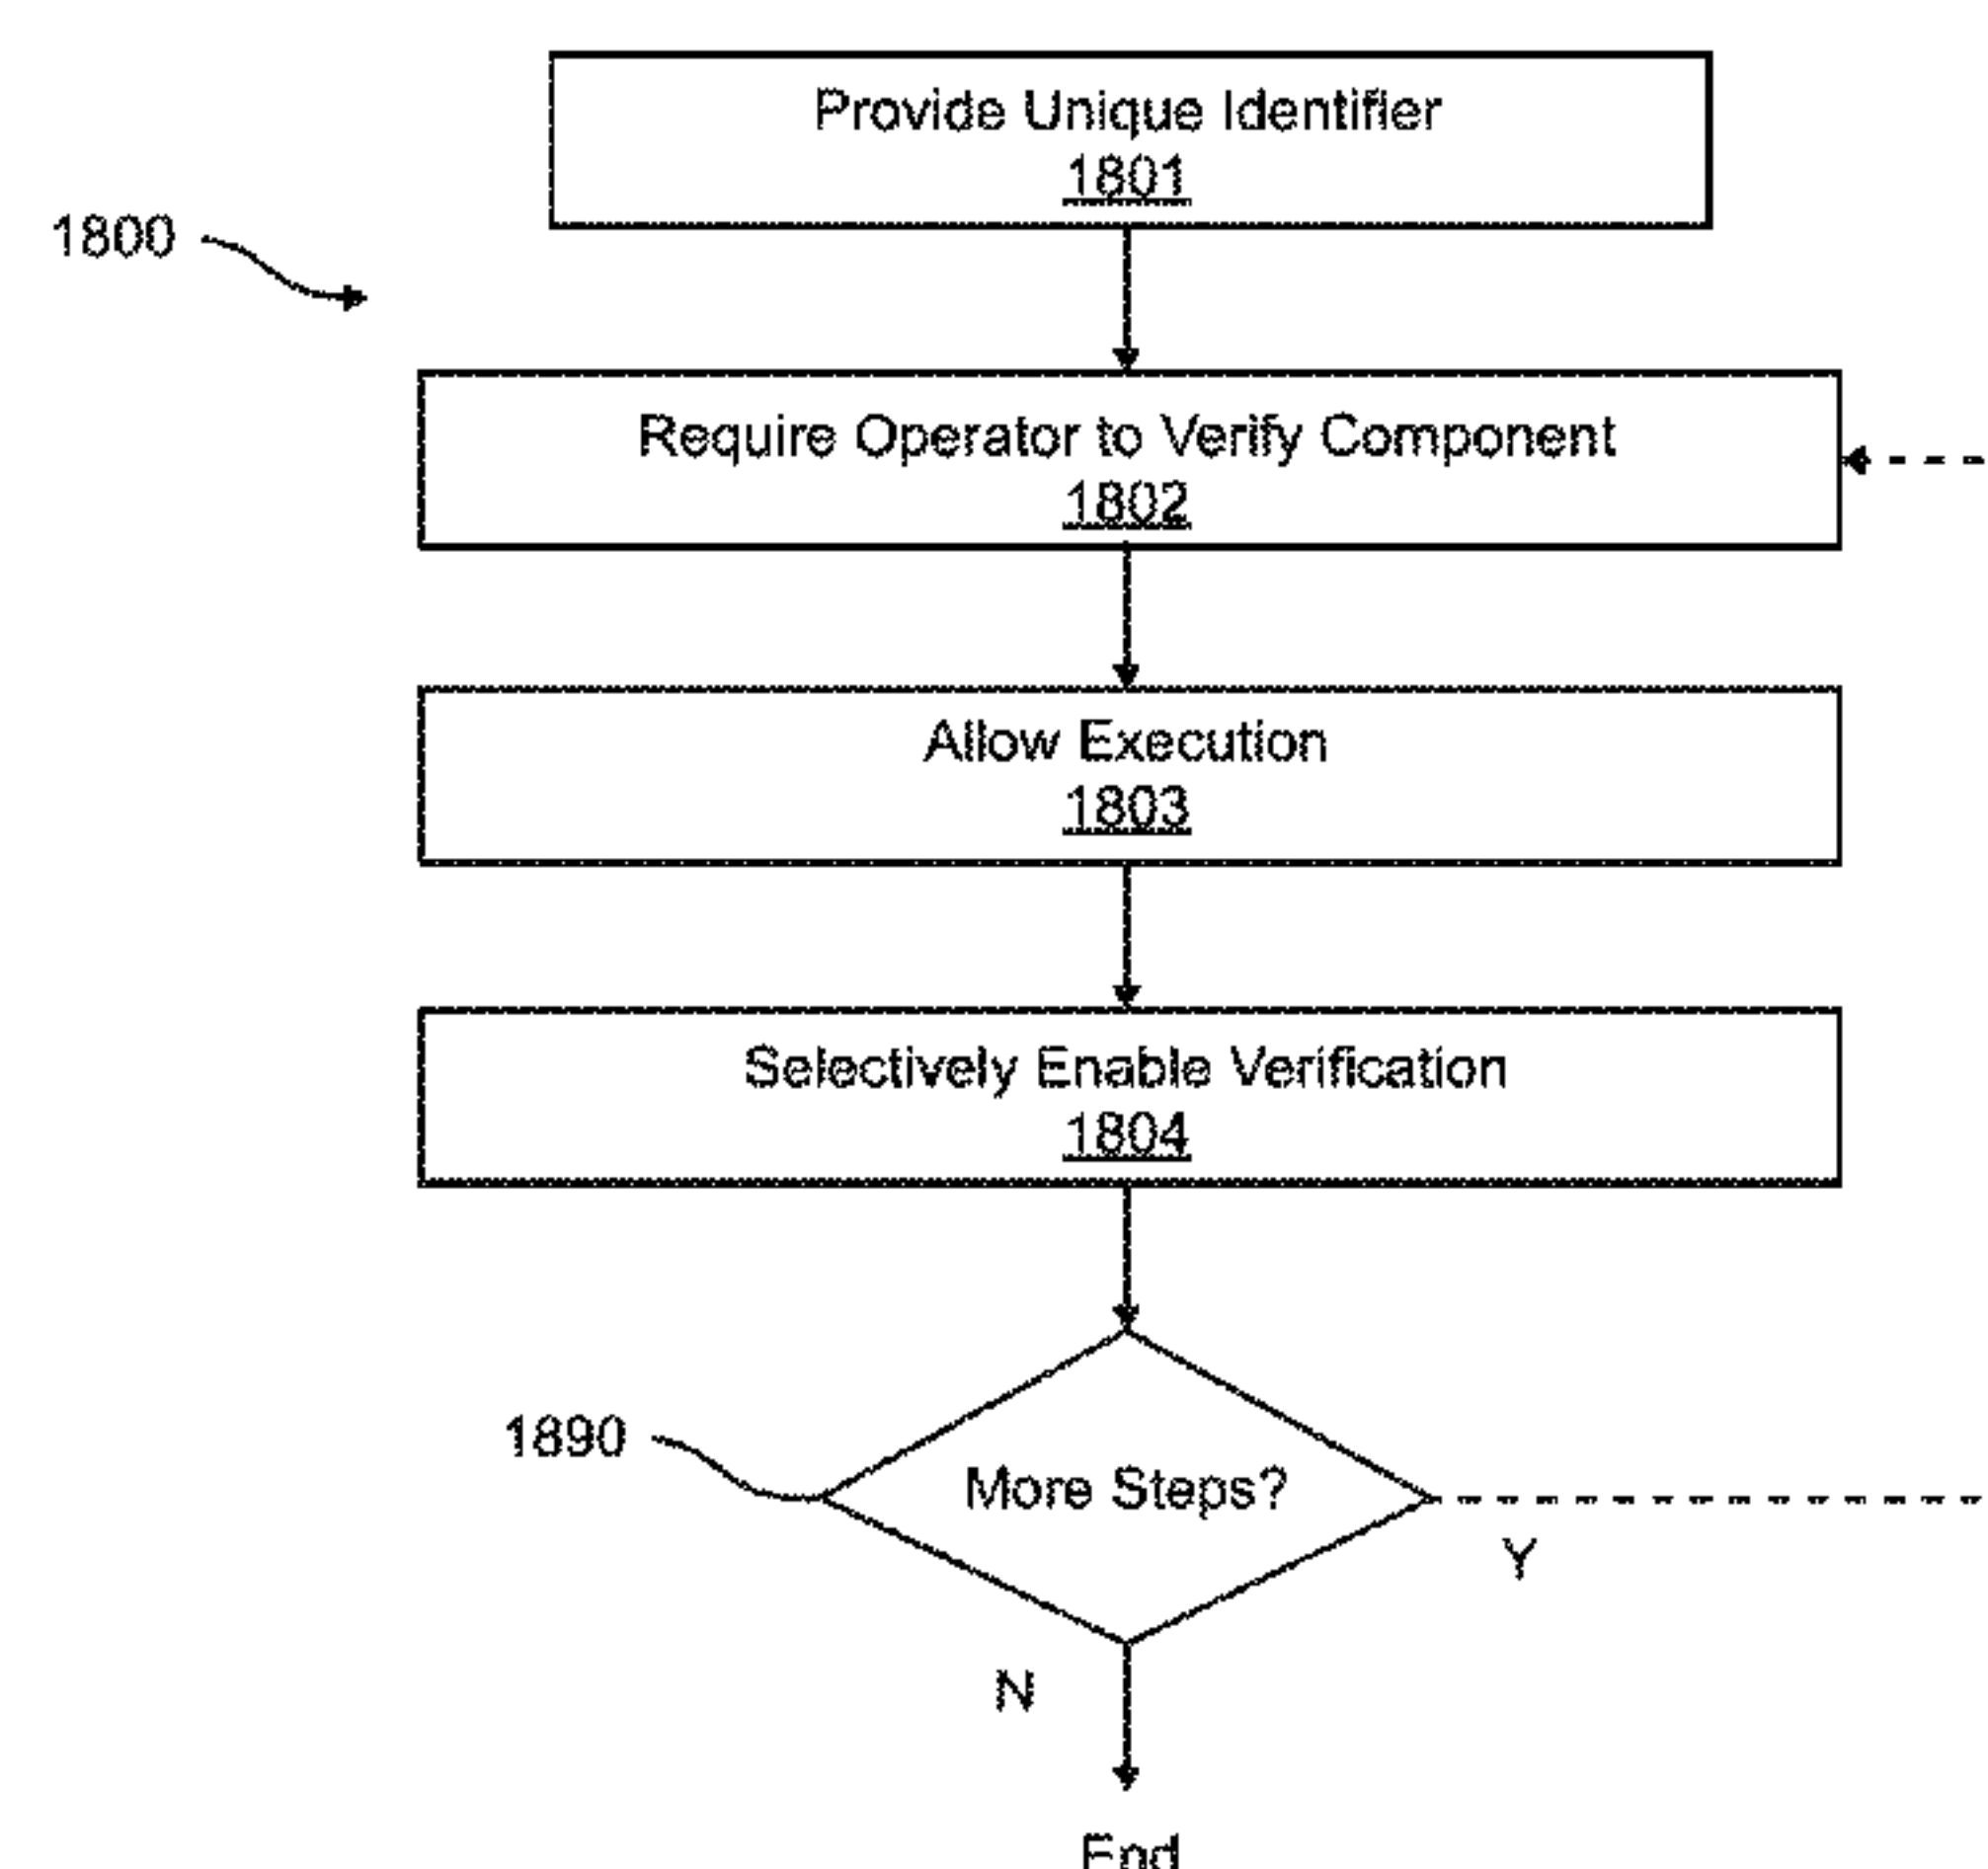 Provide Unique Identifier
1801
1800
Require Operator to Verify Component
1802
Allow Execution
1803
Selectively Enable Verification
1804
1890
More Steps?
Y
N
End